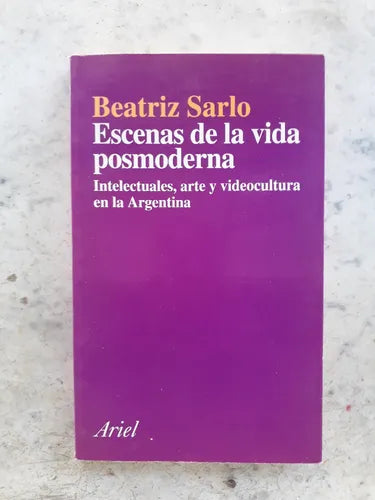 Beatriz Sarlo
Escenas de la vida
posmoderna
Intelectuales, arte y videocultura
en la Argentina
Ariel